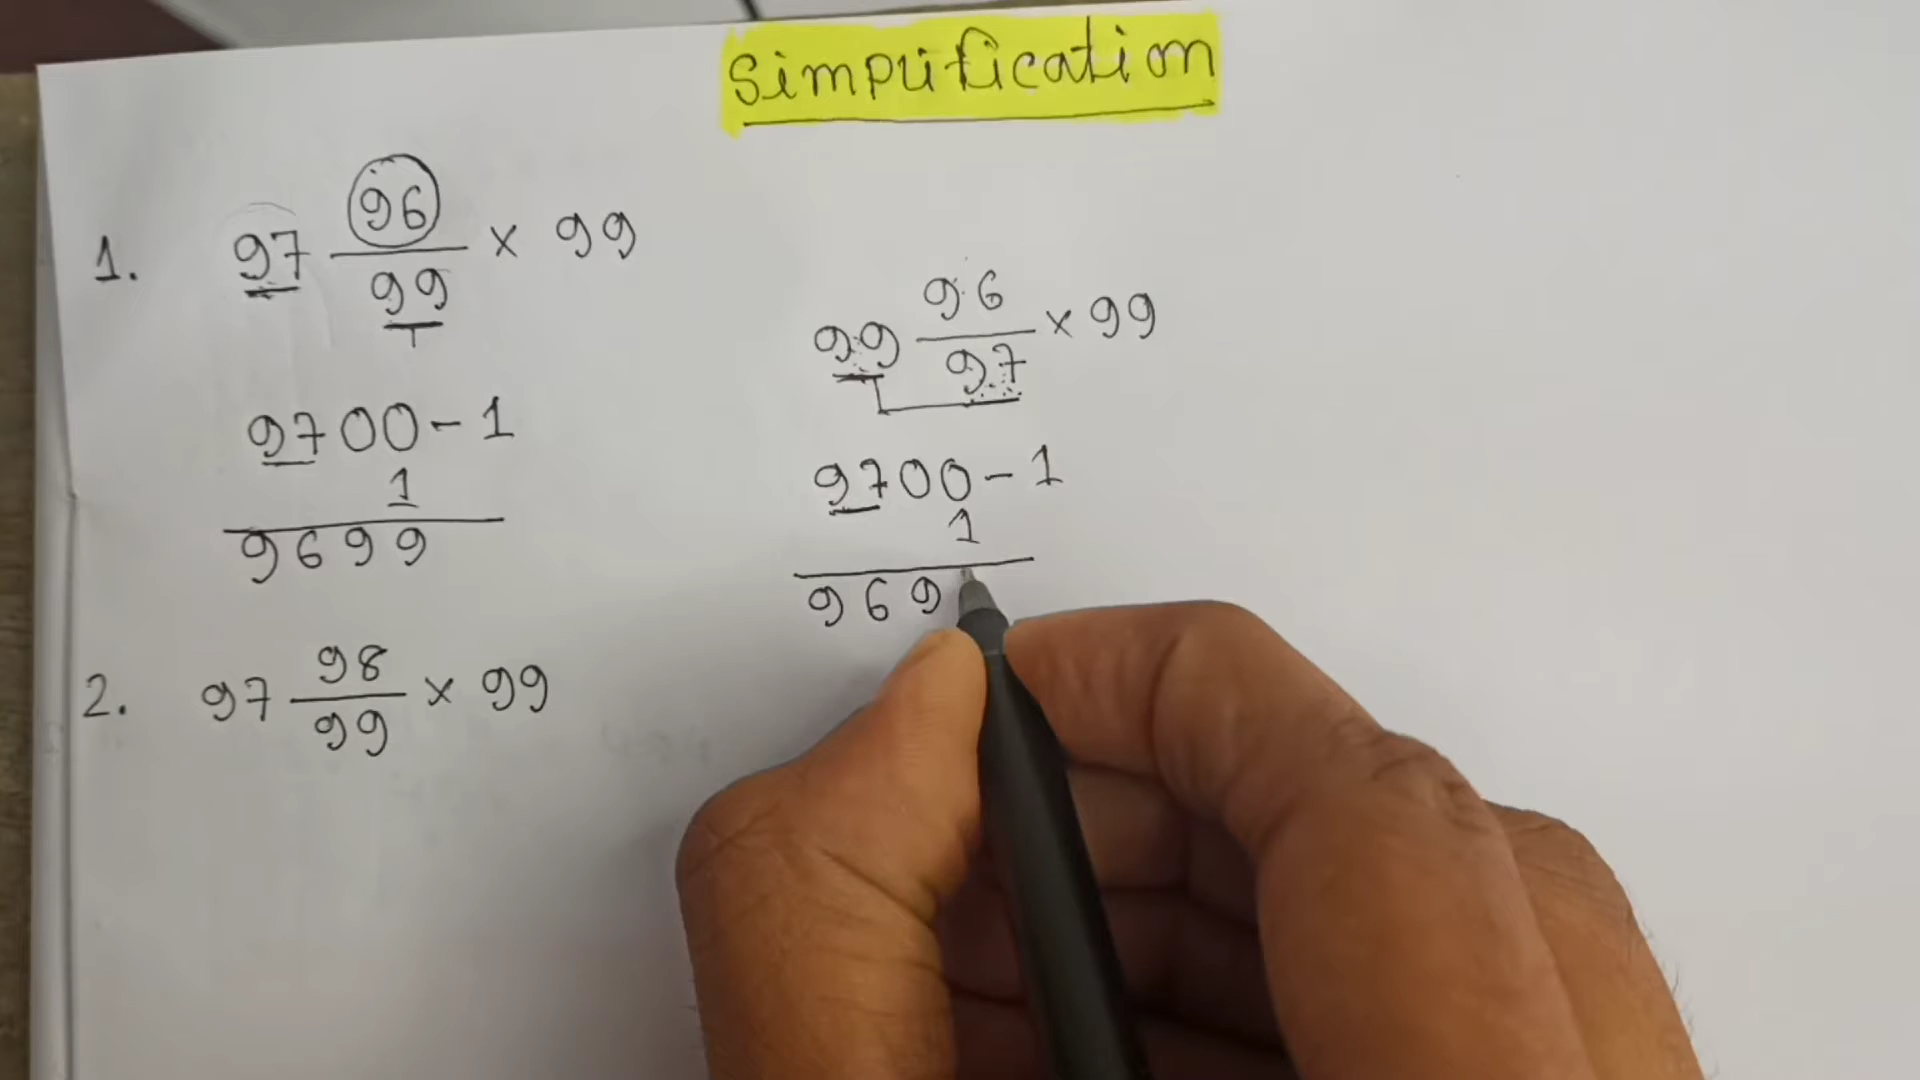 Simplification
1. 97 96/99 × 99
9700-1
1
9699
99 96/97 × 99
9700-1
1
969
2. 97 98/99 × 99